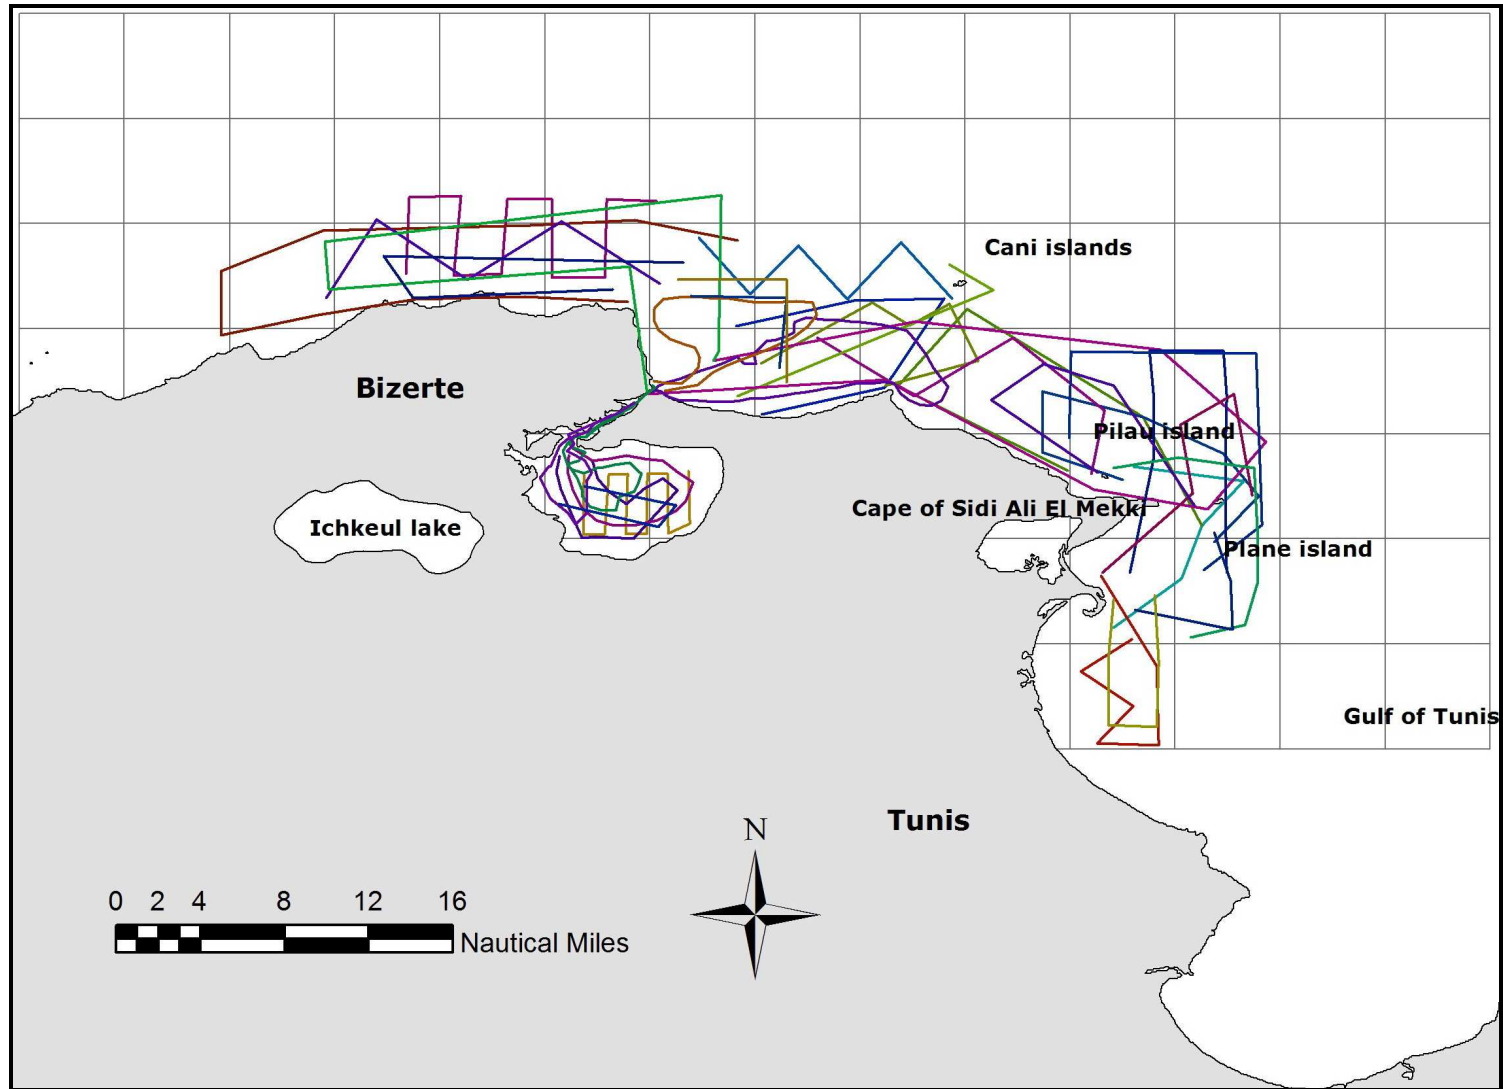 Cani islands
Bizerte
Pilau island
Cape of Sidi Ali El Mekki
Ichkeul lake
Plane island
Gulf of Tunis
Tunis
N
0 2 4 8 12 16
Nautical Miles